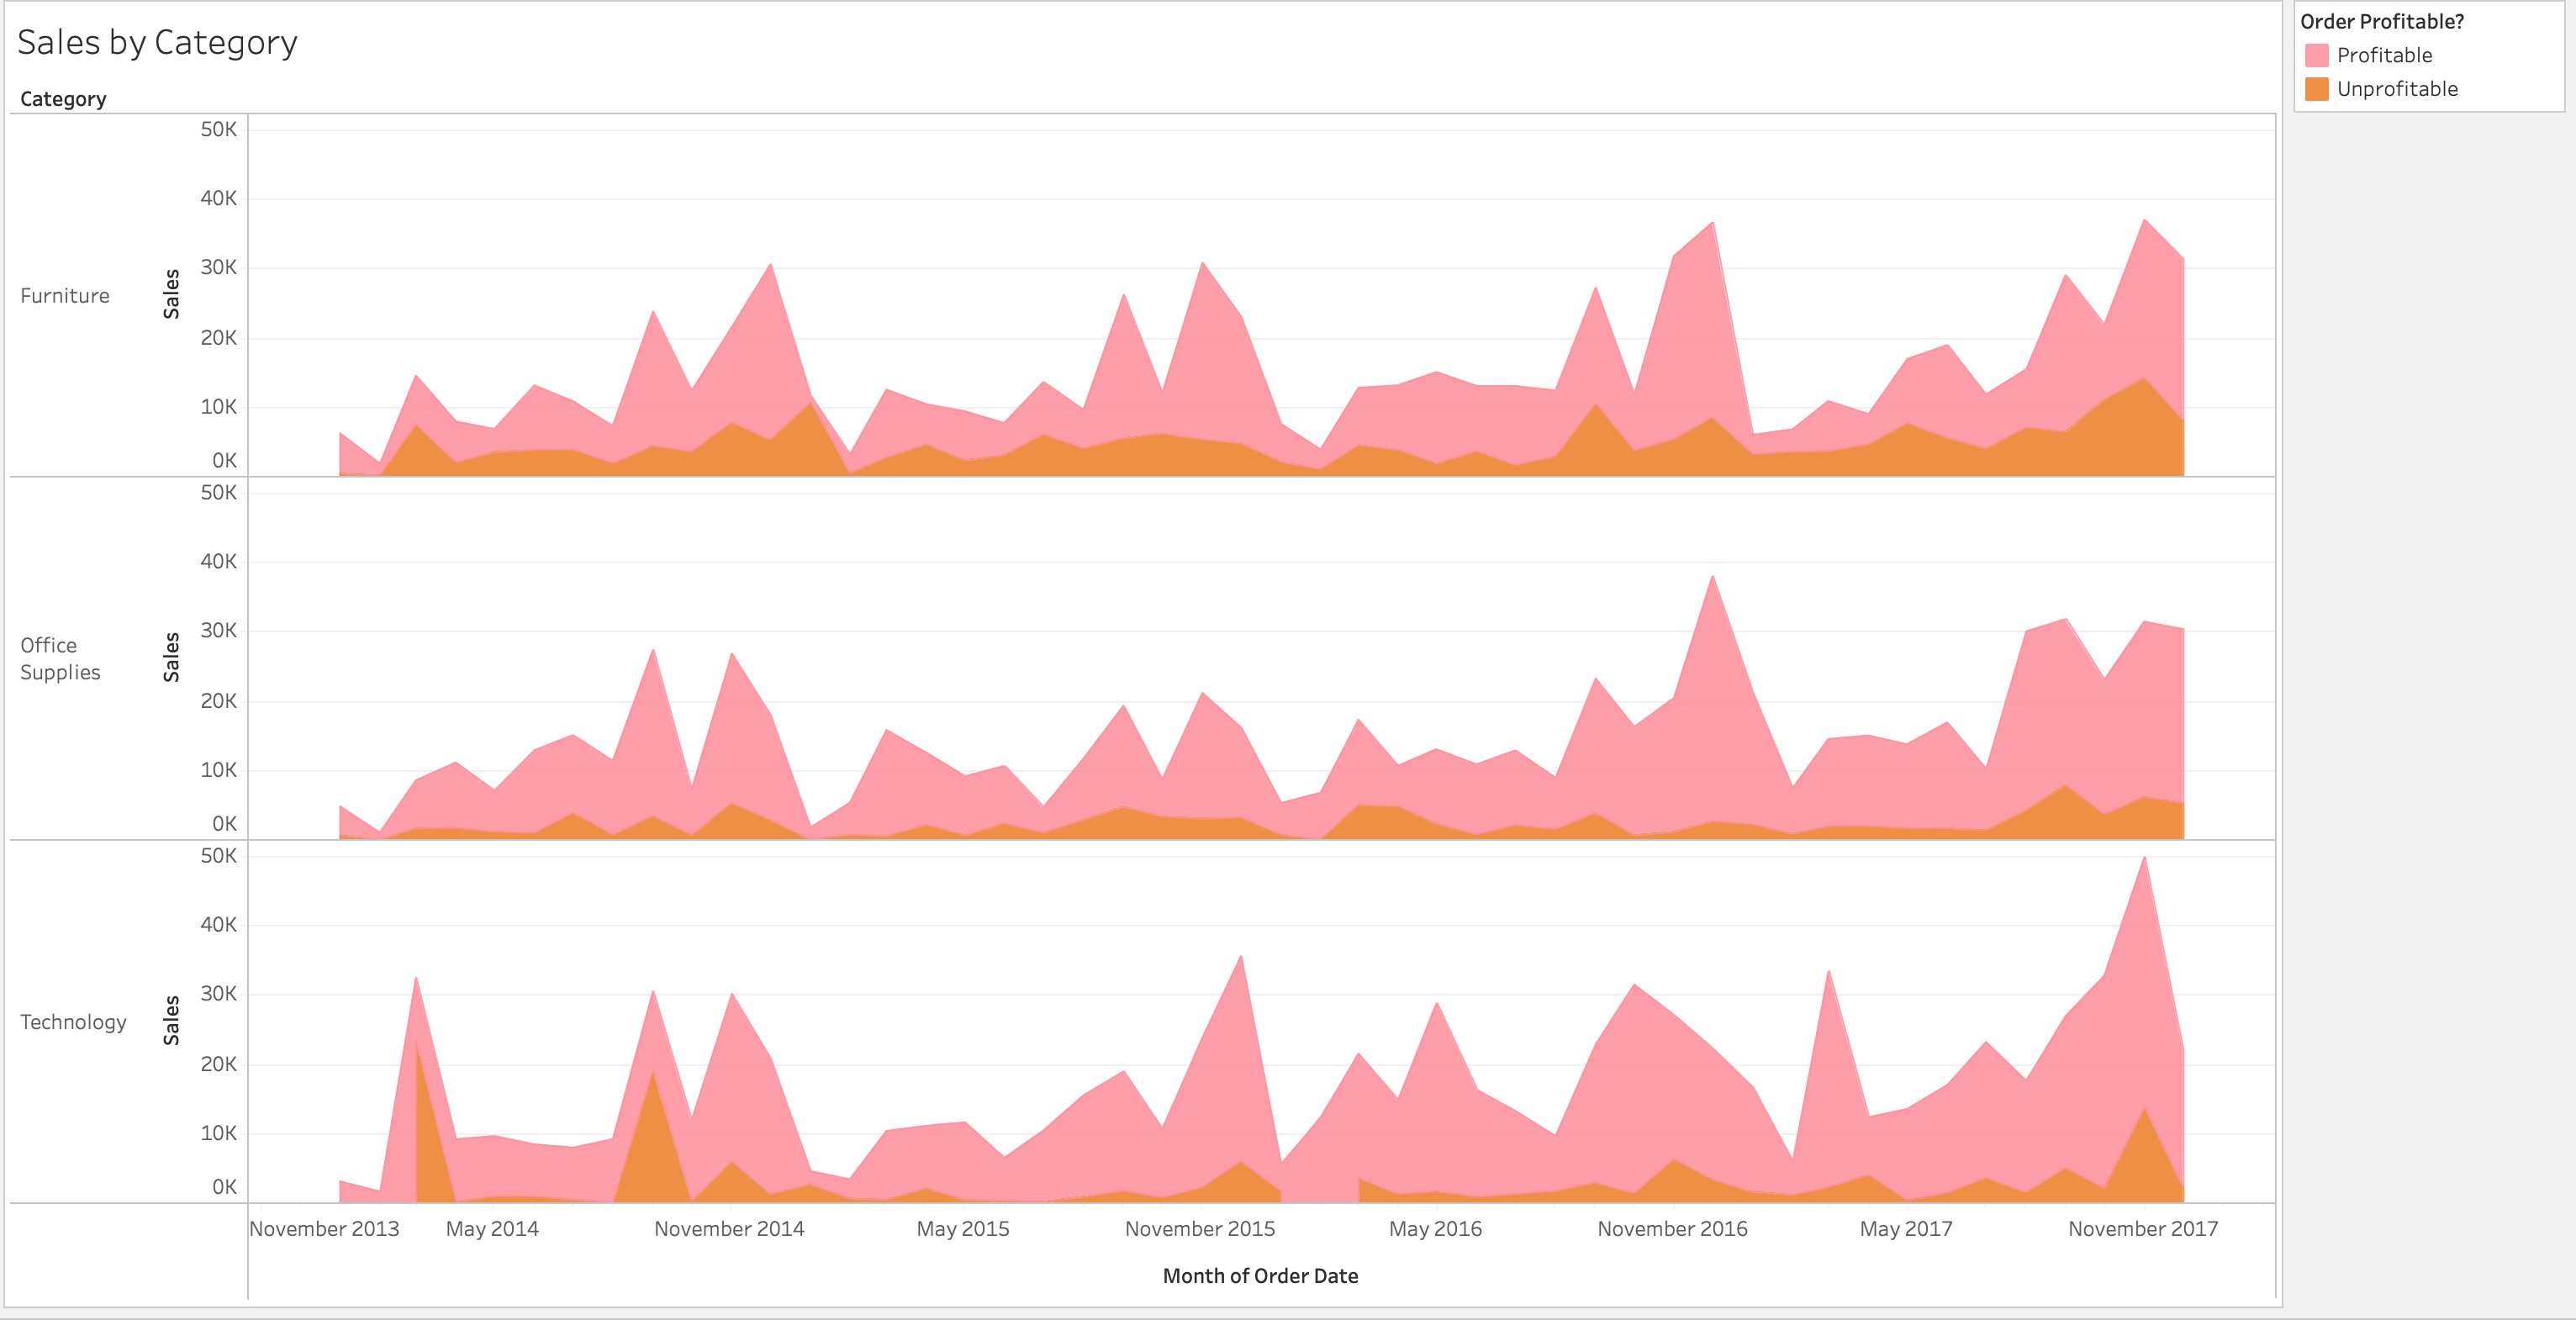 Sales by Category
Order Profitable?
Profitable
Unprofitable
Category
Furniture
Sales
50K
40K
30K
20K
10K
0K
Office
Supplies
Sales
50K
40K
30K
20K
10K
0K
Technology
Sales
50K
40K
30K
20K
10K
0K
November 2013 May 2014 November 2014 May 2015 November 2015 May 2016 November 2016 May 2017 November 2017
Month of Order Date